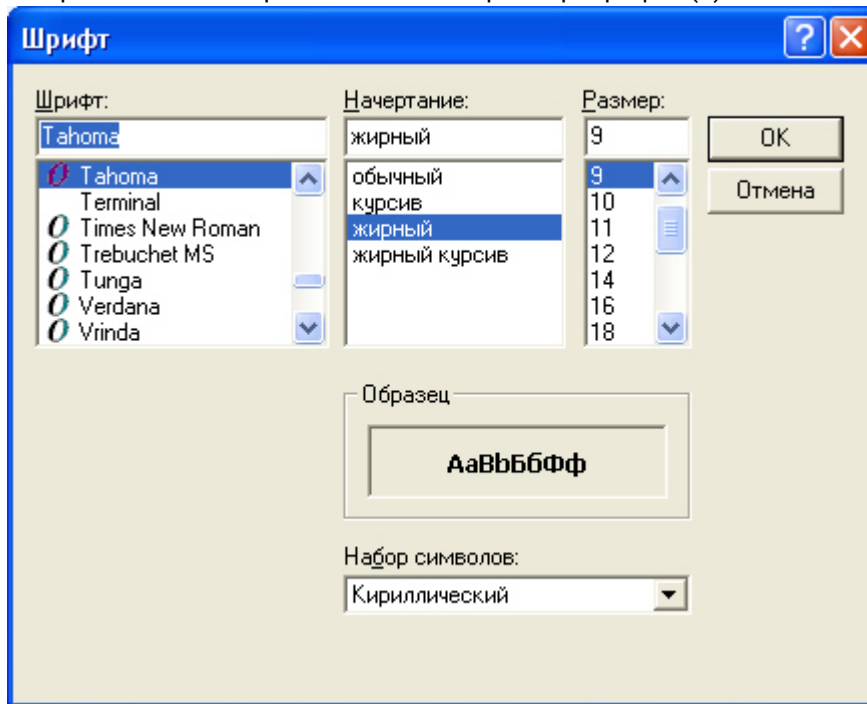 Шрифт
Шрифт:
Tahoma
Tahoma
Terminal
Times New Roman
Trebuchet MS
Tunga
Verdana
Vrinda
Начертание:
жирный
обычный
курсив
жирный
жирный курсив
Размер:
9
9
10
11
12
14
16
18
OK
Отмена
Образец
АаBbБбФф
Набор символов:
Кириллический